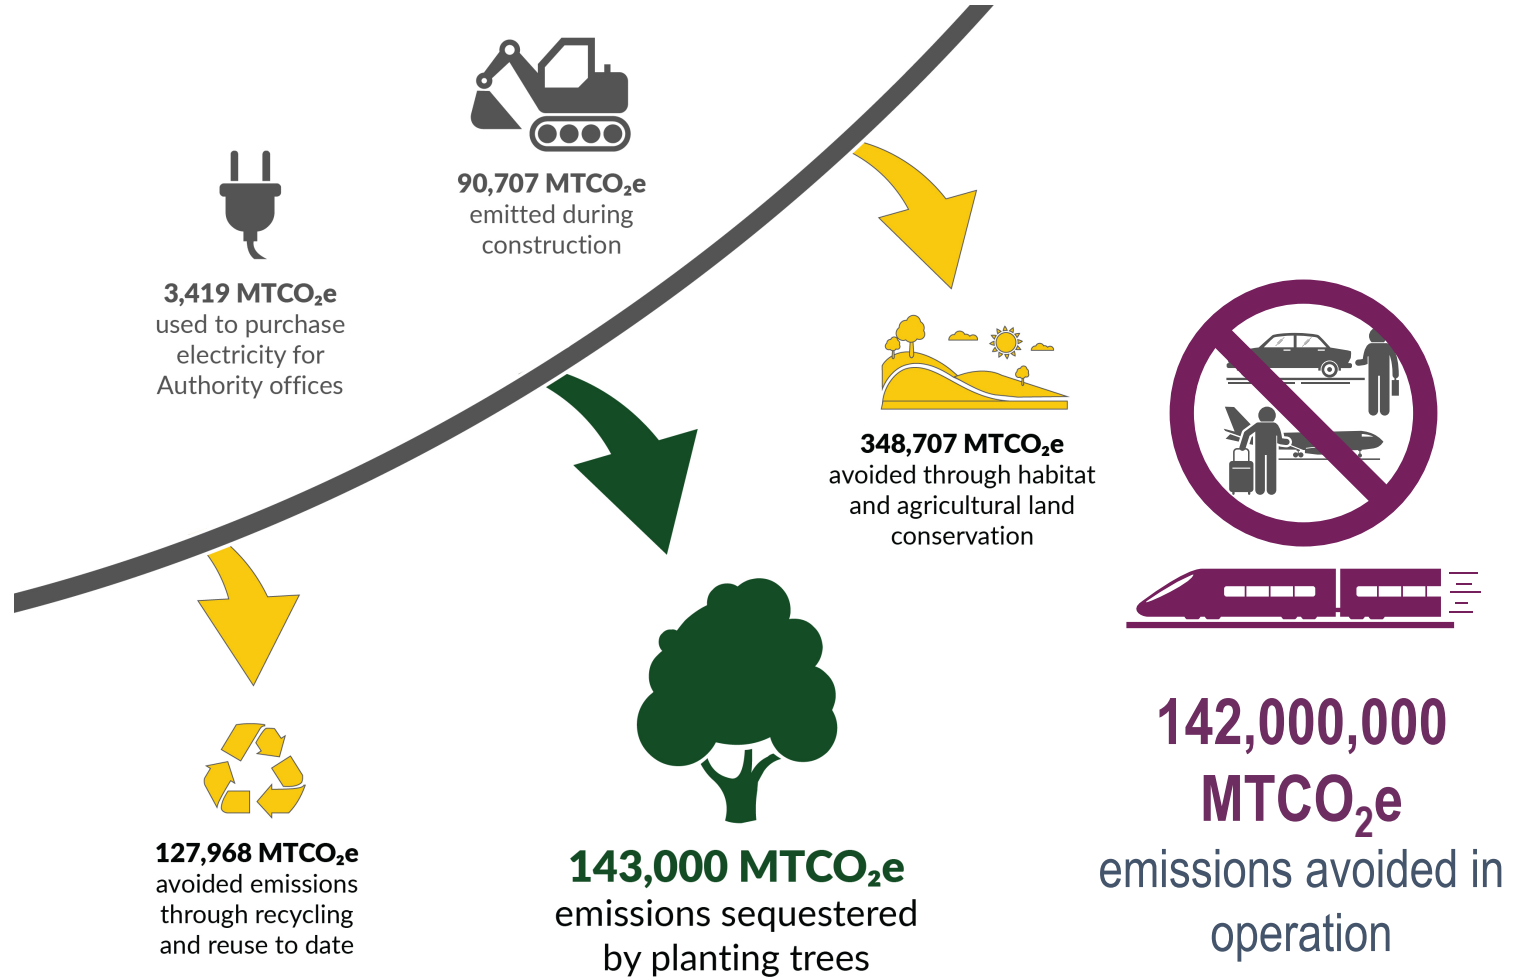 90,707 MTCO₂e
emitted during
construction
3,419 MTCO₂e
used to purchase
electricity for
Authority offices
348,707 MTCO₂e
avoided through habitat
and agricultural land
conservation
127,968 MTCO₂e
avoided emissions
through recycling
and reuse to date
143,000 MTCO₂e
emissions sequestered
by planting trees
142,000,000
MTCO₂e
emissions avoided in
operation